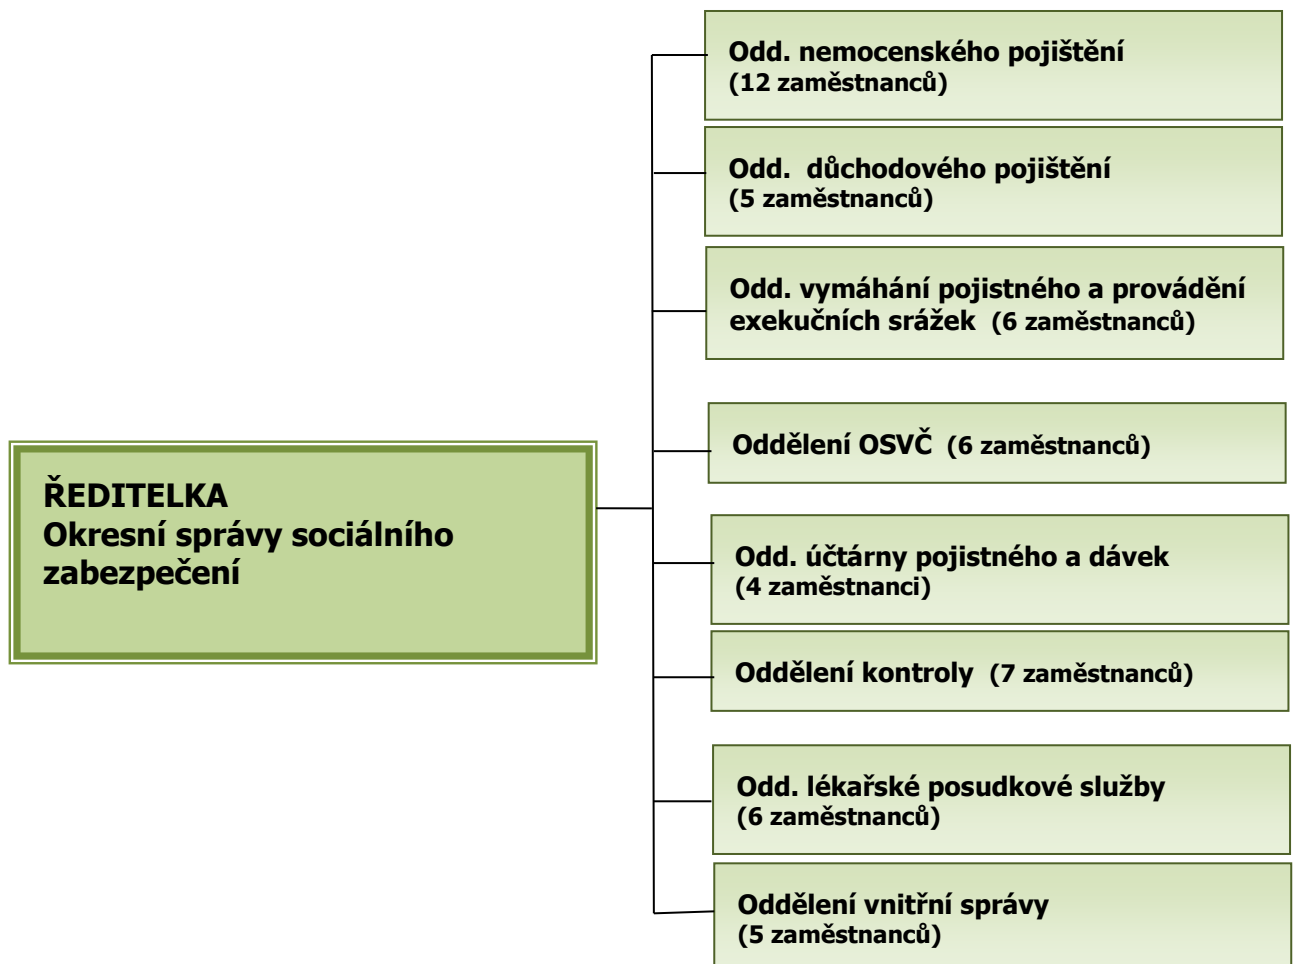 Odd. nemocenského pojištění
(12 zaměstnanců)
Odd.  důchodového pojištění
(5 zaměstnanců)
Odd. vymáhání pojistného a provádění
exekučních srážek  (6 zaměstnanců)
Oddělení OSVČ  (6 zaměstnanců)
ŘEDITELKA
Okresní správy sociálního
zabezpečení
Odd. účtárny pojistného a dávek
(4 zaměstnanci)
Oddělení kontroly  (7 zaměstnanců)
Odd. lékařské posudkové služby
(6 zaměstnanců)
Oddělení vnitřní správy
(5 zaměstnanců)